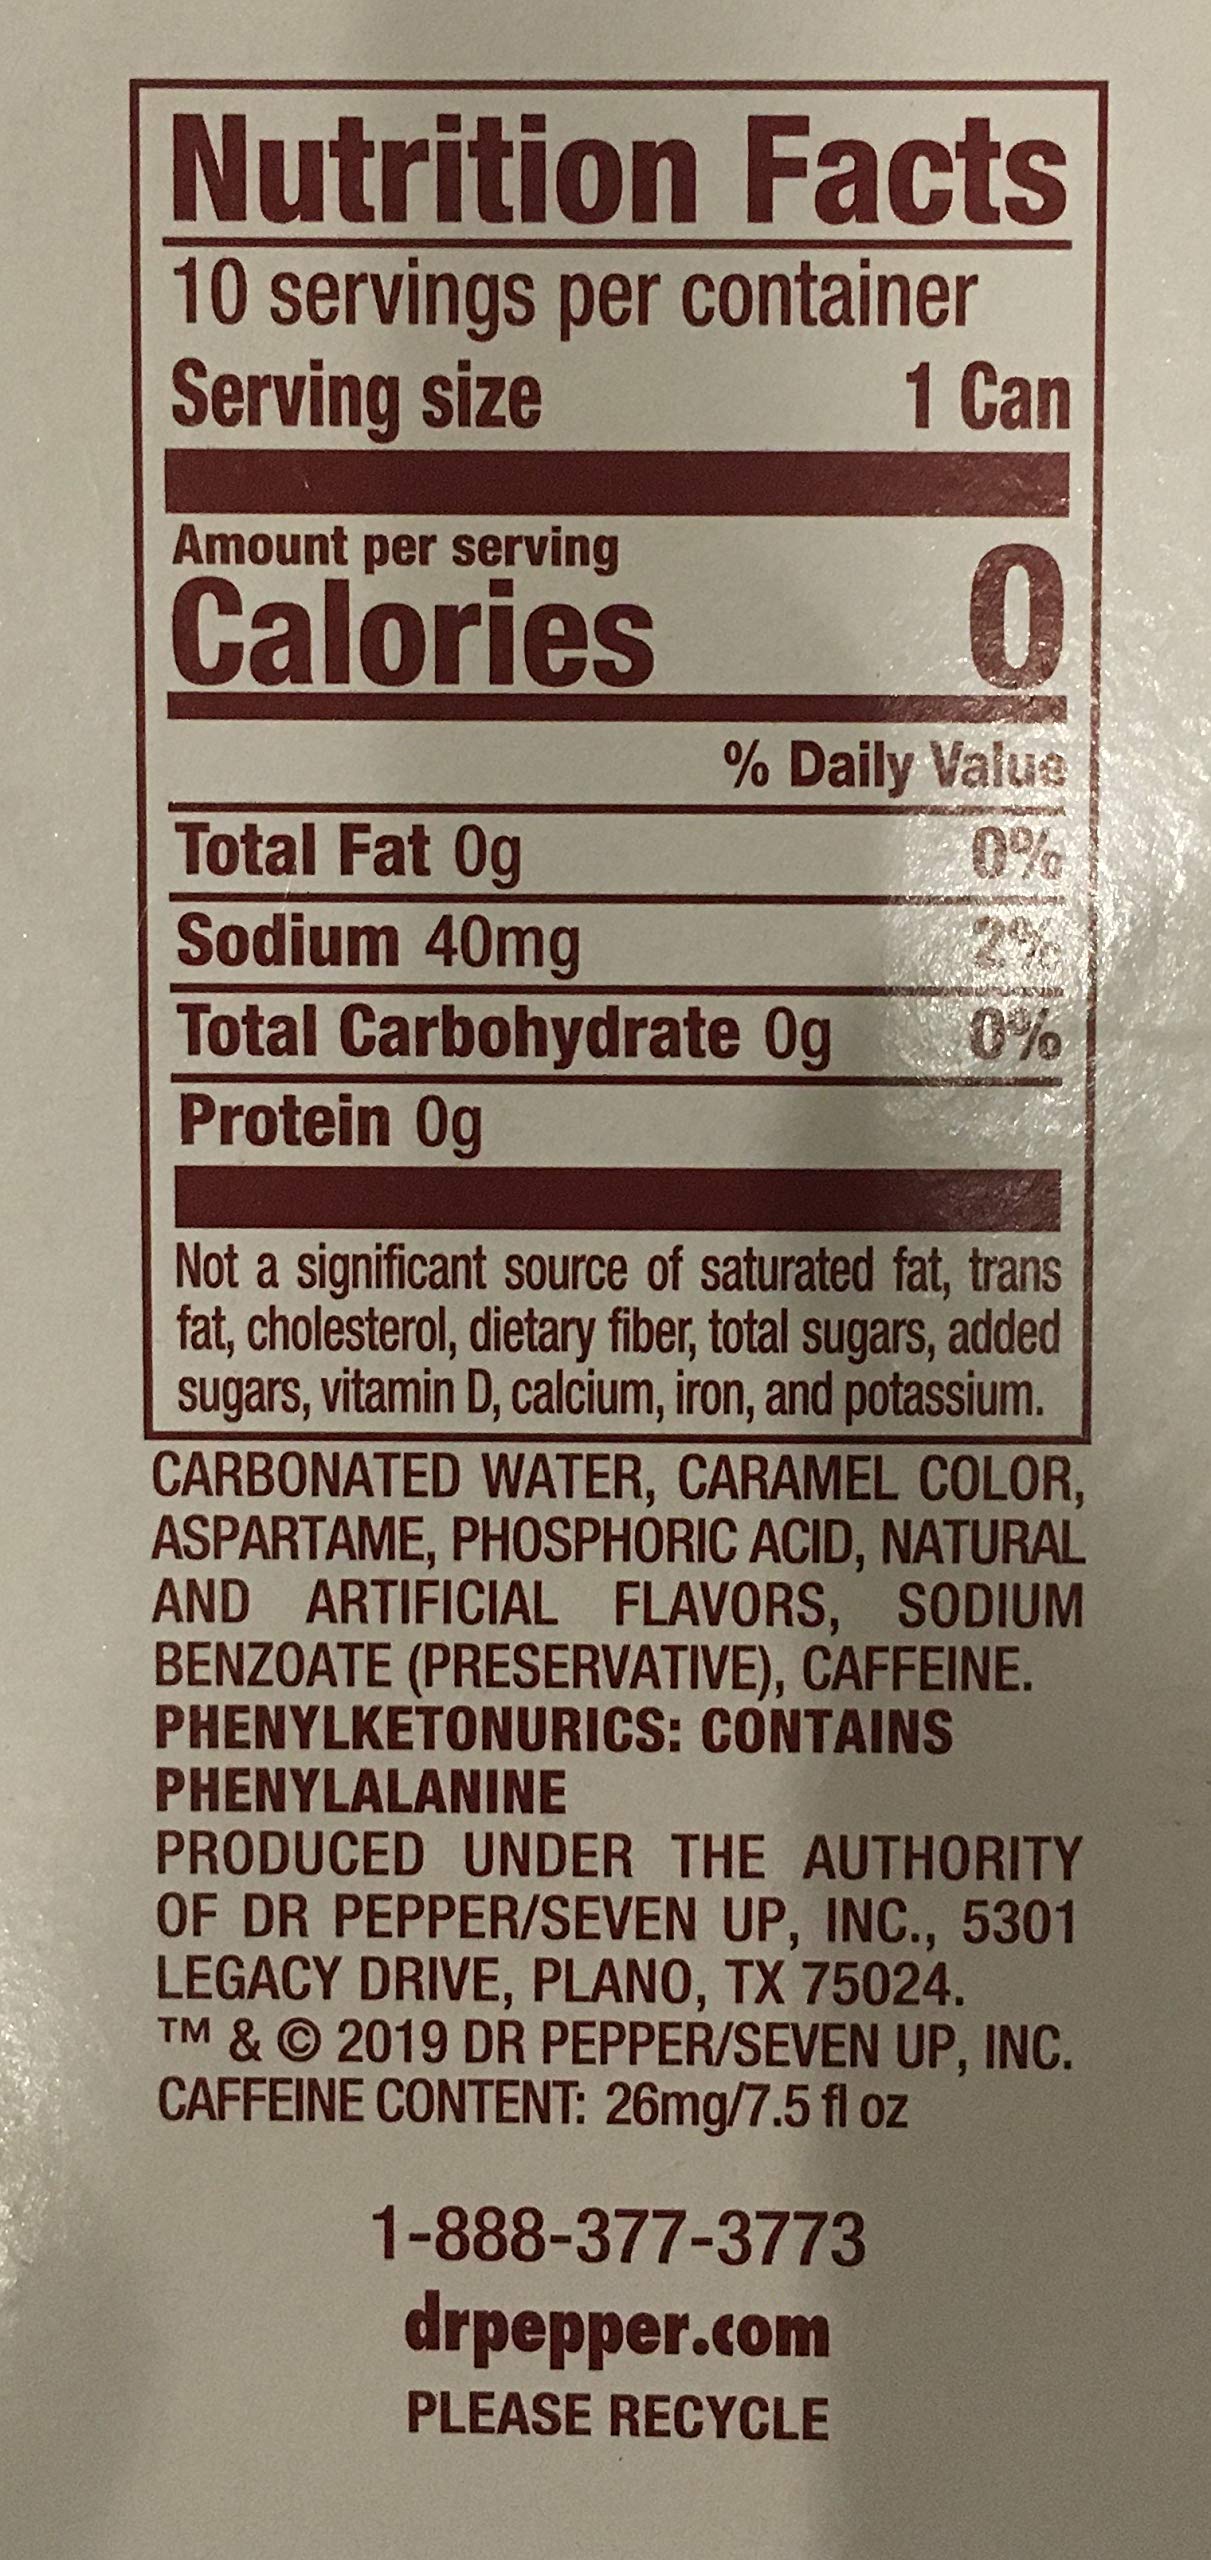 Nutrition Facts
10 servings per container
Serving size 1 Can
Amount per serving
Calories 0
% Daily Value
Total Fat 0g 0%
Sodium 40mg 2%
Total Carbohydrate 0g 0%
Protein 0g
Not a significant source of saturated fat, trans
fat, cholesterol, dietary fiber, total sugars, added
sugars, vitamin D, calcium, iron, and potassium.
CARBONATED WATER, CARAMEL COLOR,
ASPARTAME, PHOSPHORIC ACID, NATURAL
AND ARTIFICIAL FLAVORS, SODIUM
BENZOATE (PRESERVATIVE), CAFFEINE.
PHENYLKETONURICS: CONTAINS
PHENYLALANINE
PRODUCED UNDER THE AUTHORITY
OF DR PEPPER/SEVEN UP, INC., 5301
LEGACY DRIVE, PLANO, TX 75024.
™ & © 2019 DR PEPPER/SEVEN UP, INC.
CAFFEINE CONTENT: 26mg/7.5 fl oz
1-888-377-3773
drpepper.com
PLEASE RECYCLE